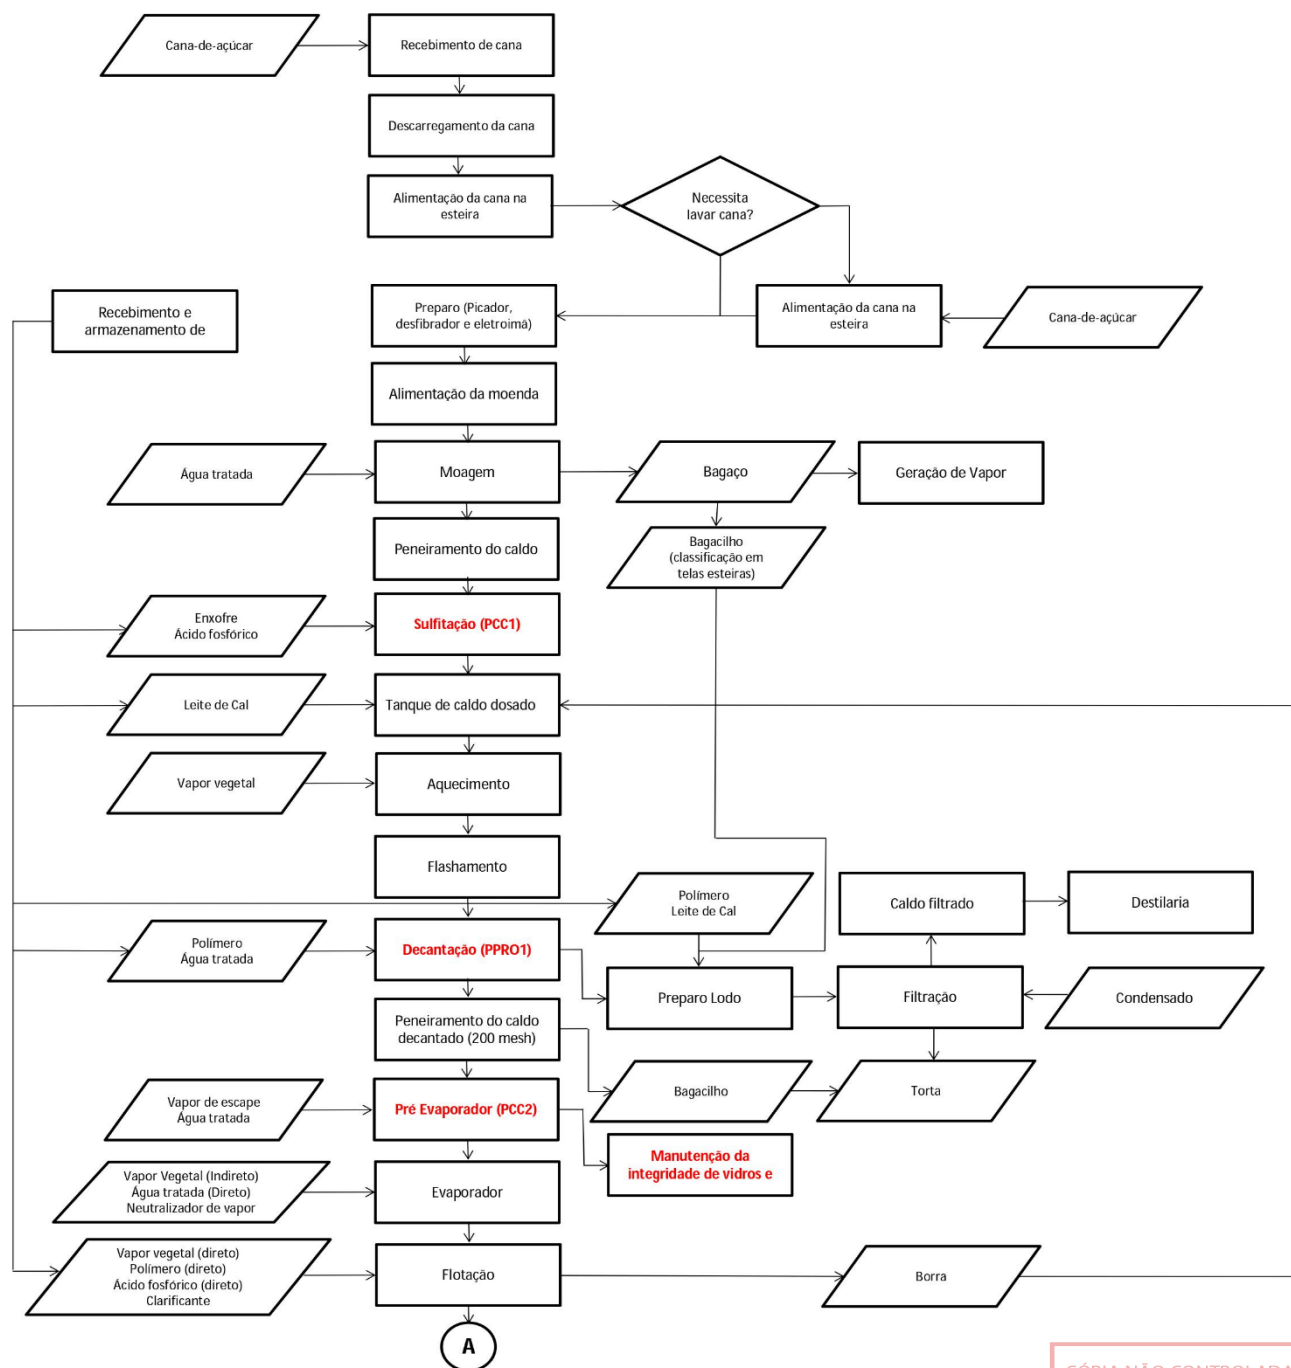 Cana-de-açúcar
Recebimento de cana
Descarregamento da cana
Alimentação da cana na
esteira
Necessita
lavar cana?
Recebimento e
armazenamento de
Preparo (Picador,
desfibrador e eletroimã)
Alimentação da cana na
esteira
Cana-de-açúcar
Alimentação da moenda
Água tratada
Moagem
Bagaço
Geração de Vapor
Peneiramento do caldo
Bagacilho
(classificação em
telas esteiras)
Enxofre
Ácido fosfórico
Sulfitação (PCC1)
Leite de Cal
Tanque de caldo dosado
Vapor vegetal
Aquecimento
Flashamento
Polímero
Leite de Cal
Caldo filtrado
Destilaria
Polímero
Água tratada
Decantação (PPRO1)
Preparo Lodo
Filtração
Condensado
Peneiramento do caldo
decantado (200 mesh)
Bagacilho
Torta
Vapor de escape
Água tratada
Pré Evaporador (PCC2)
Manutenção da
integridade de vidros e
Vapor Vegetal (Indireto)
Água tratada (Direto)
Neutralizador de vapor
Evaporador
Vapor vegetal (direto)
Polímero (direto)
Ácido fosfórico (direto)
Clarificante
Flotação
Borra
A
CÓPIA NÃO CONTROLADA